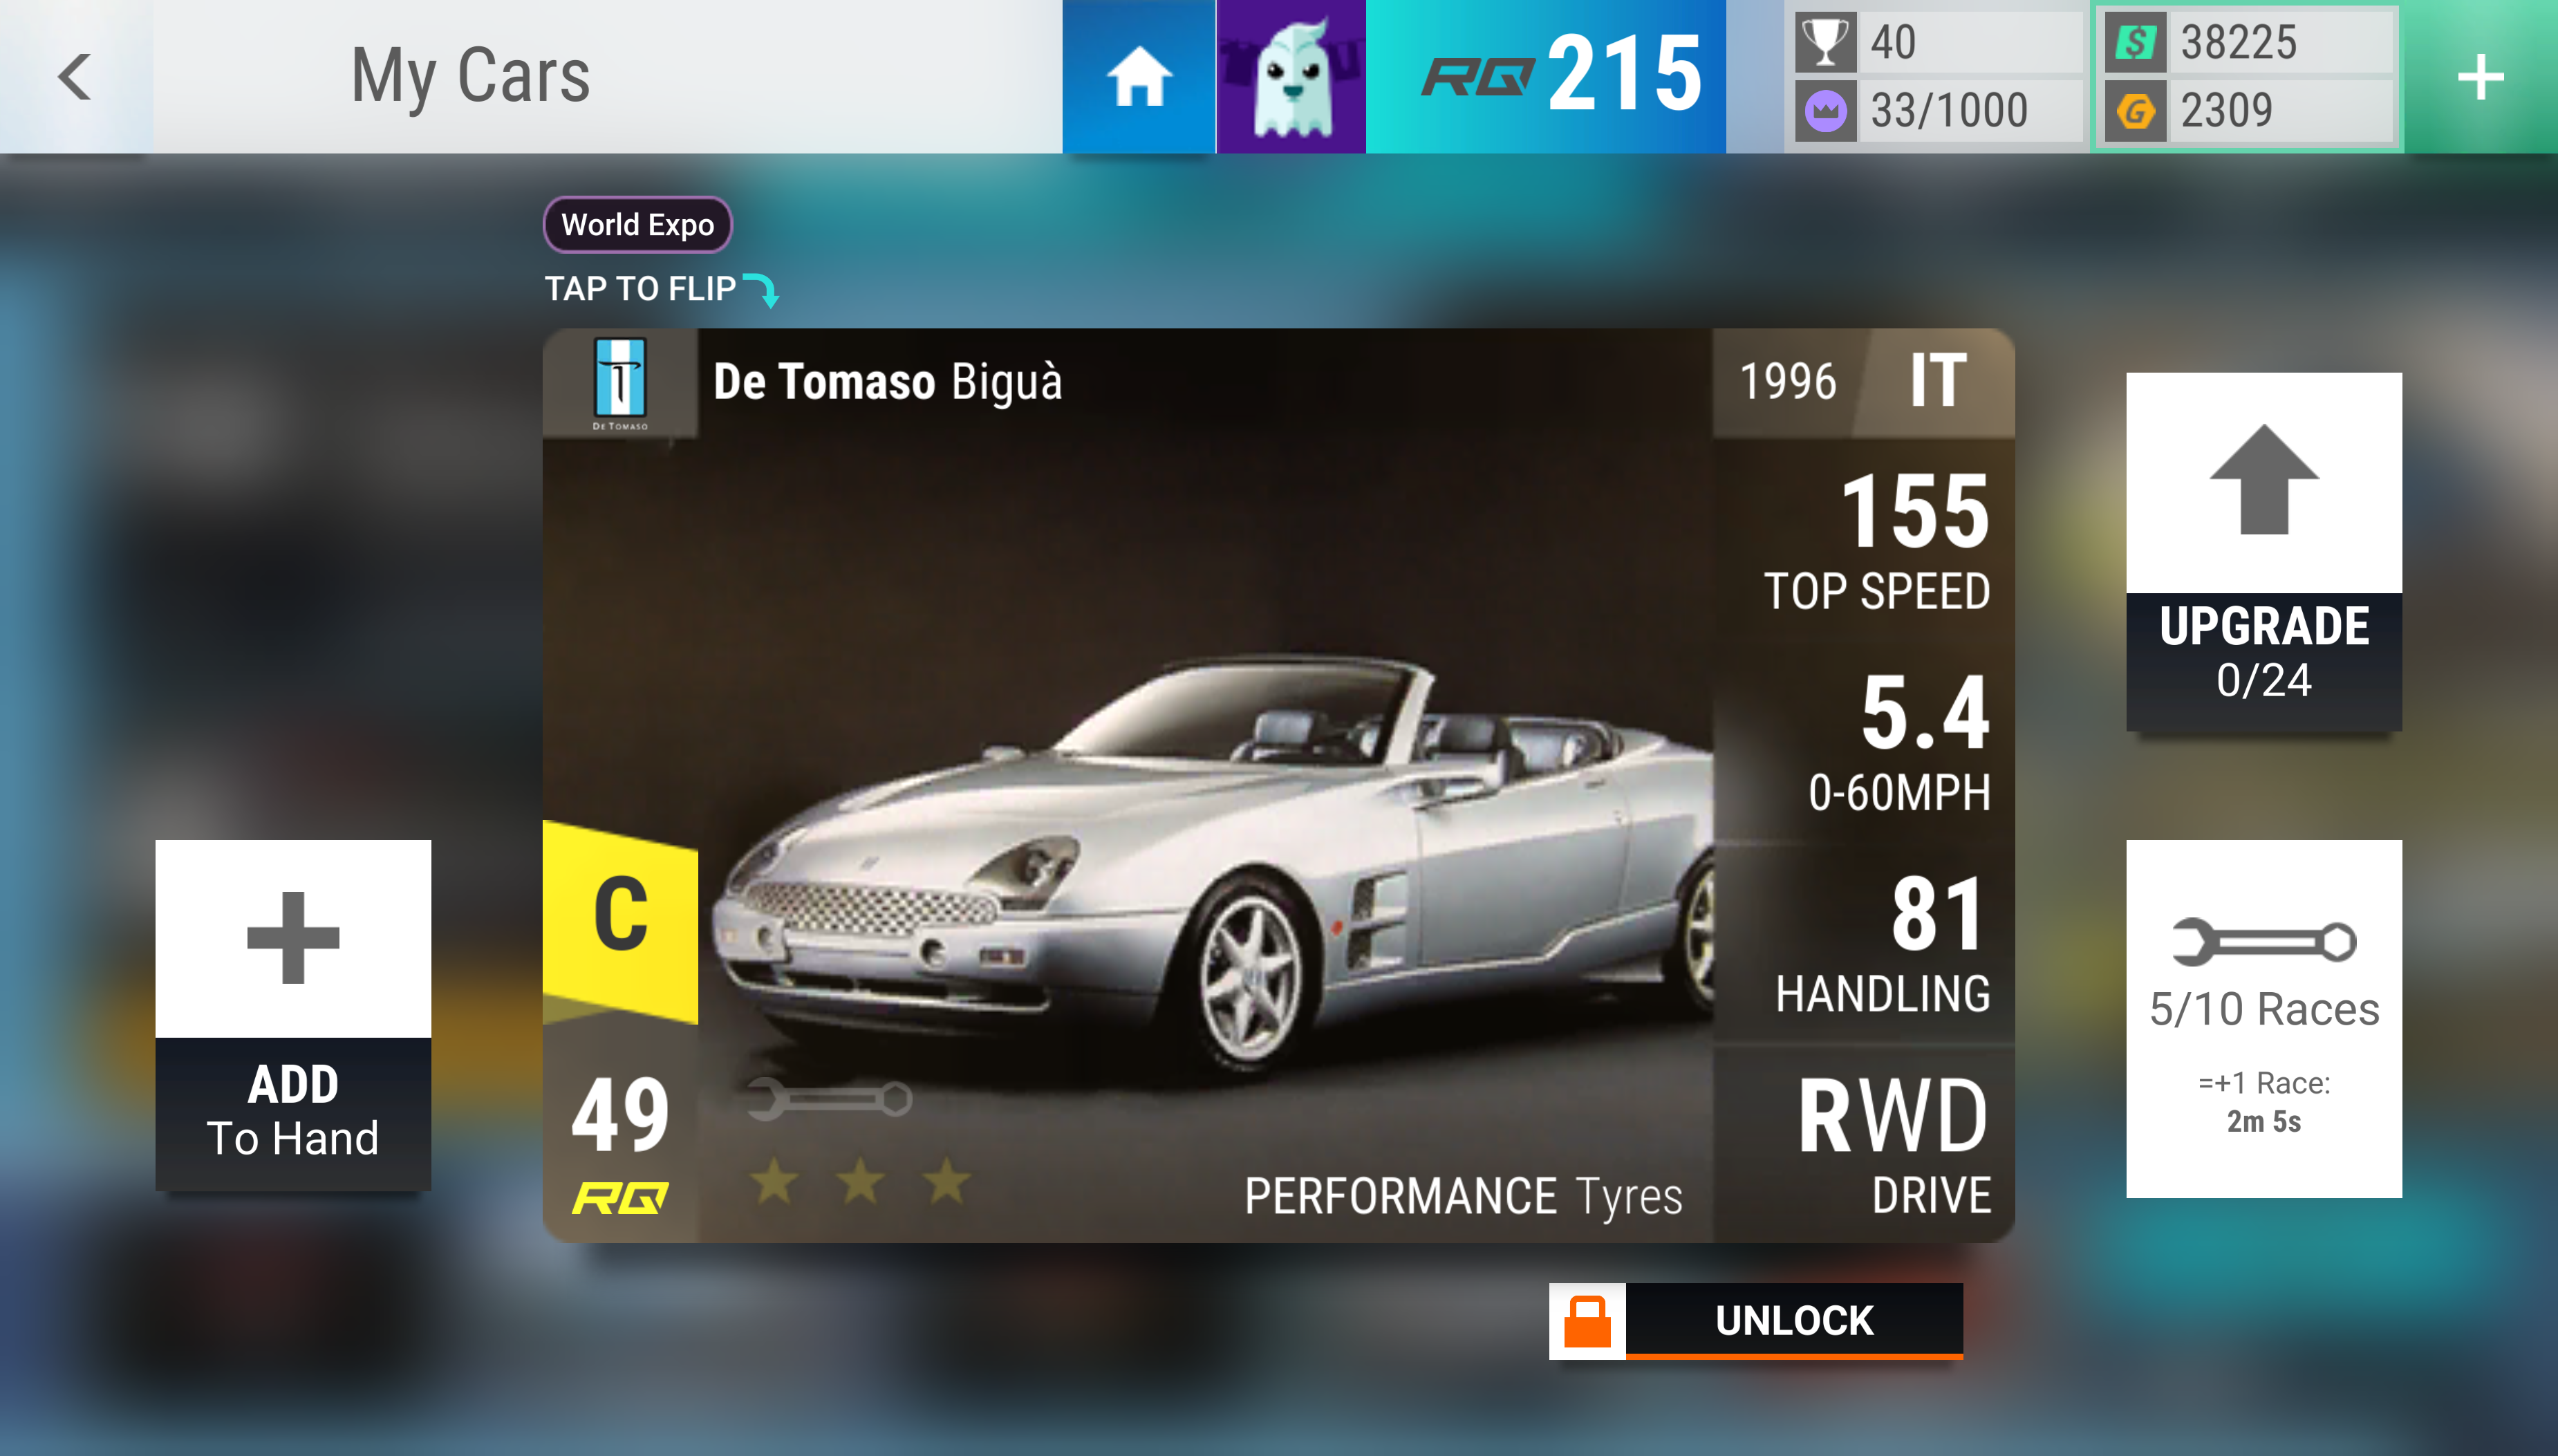 My Cars
RQ 215
40
33/1000
38225
2309
World Expo
TAP TO FLIP
DE TOMASO
De Tomaso Biguà
1996 IT
155
TOP SPEED
5.4
0-60MPH
81
HANDLING
RWD
DRIVE
C
49
RQ
PERFORMANCE Tyres
ADD
To Hand
UPGRADE
0/24
5/10 Races
=+1 Race:
2m 5s
UNLOCK